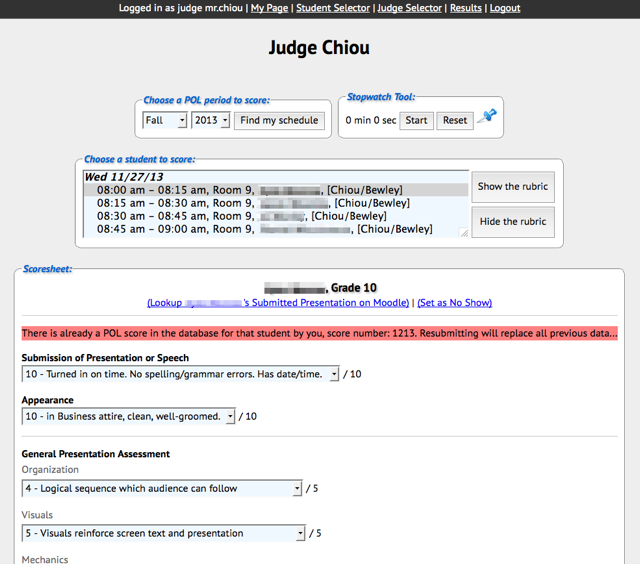 Logged in as judge mr.chiou | My Page | Student Selector | Judge Selector | Results | Logout
Judge Chiou
Choose a POL period to score:
Fall 2013 Find my schedule
Stopwatch Tool:
0 min 0 sec Start Reset
Choose a student to score:
Wed 11/27/13
08:00 am – 08:15 am, Room 9, , [Chiou/Bewley]
08:15 am – 08:30 am, Room 9, , [Chiou/Bewley]
08:30 am – 08:45 am, Room 9, , [Chiou/Bewley]
08:45 am – 09:00 am, Room 9, , [Chiou/Bewley]
Show the rubric
Hide the rubric
Scoresheet:
, Grade 10
(Lookup 's Submitted Presentation on Moodle) | (Set as No Show)
There is already a POL score in the database for that student by you, score number: 1213. Resubmitting will replace all previous data...
Submission of Presentation or Speech
10 - Turned in on time. No spelling/grammar errors. Has date/time. / 10
Appearance
10 - in Business attire, clean, well-groomed. / 10
General Presentation Assessment
Organization
4 - Logical sequence which audience can follow / 5
Visuals
5 - Visuals reinforce screen text and presentation / 5
Mechanics